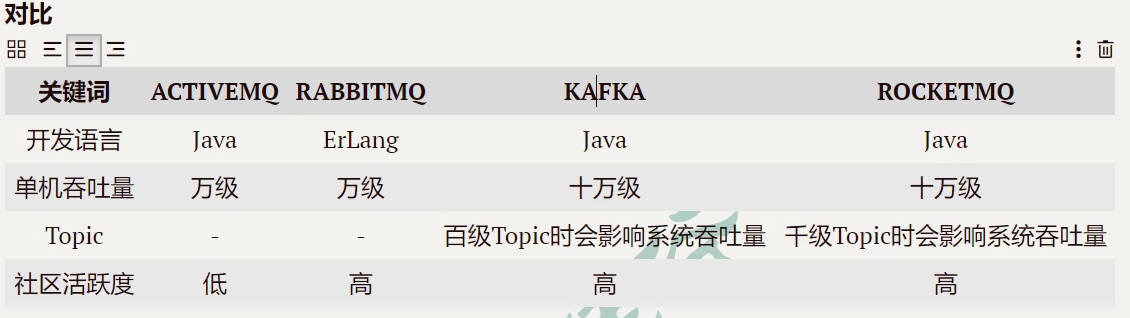 对比
关键词 ACTIVEMQ RABBITMQ KAFKA ROCKETMQ
开发语言 Java ErLang Java Java
单机吞吐量 万级 万级 十万级 十万级
Topic - - 百级Topic时会影响系统吞吐量 千级Topic时会影响系统吞吐量
社区活跃度 低 高 高 高